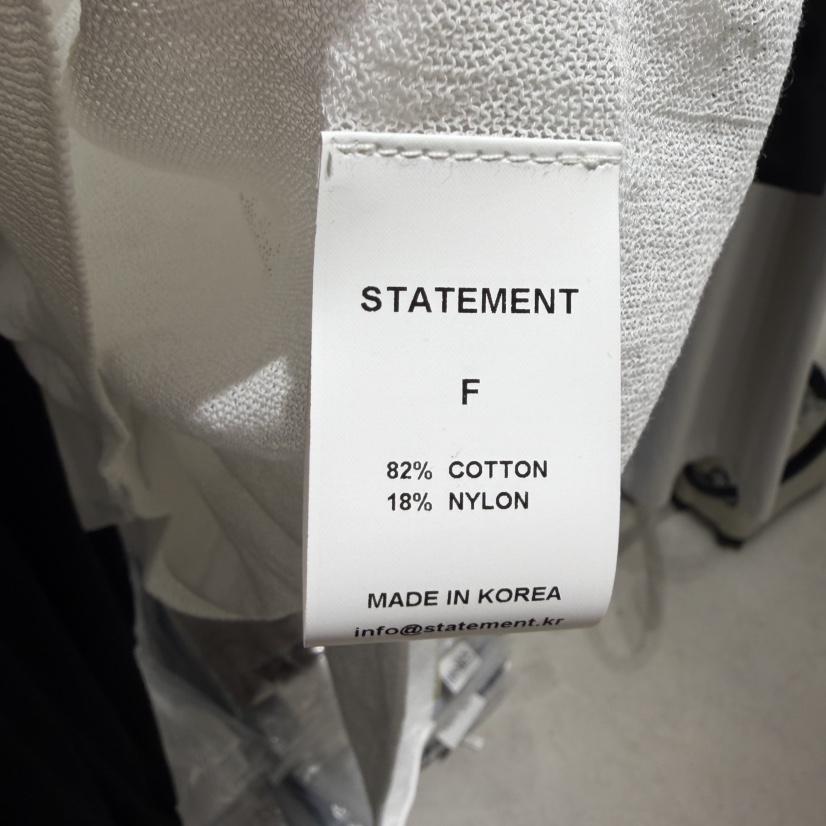 STATEMENT
F
82% COTTON
18% NYLON
MADE IN KOREA
info@statement.kr